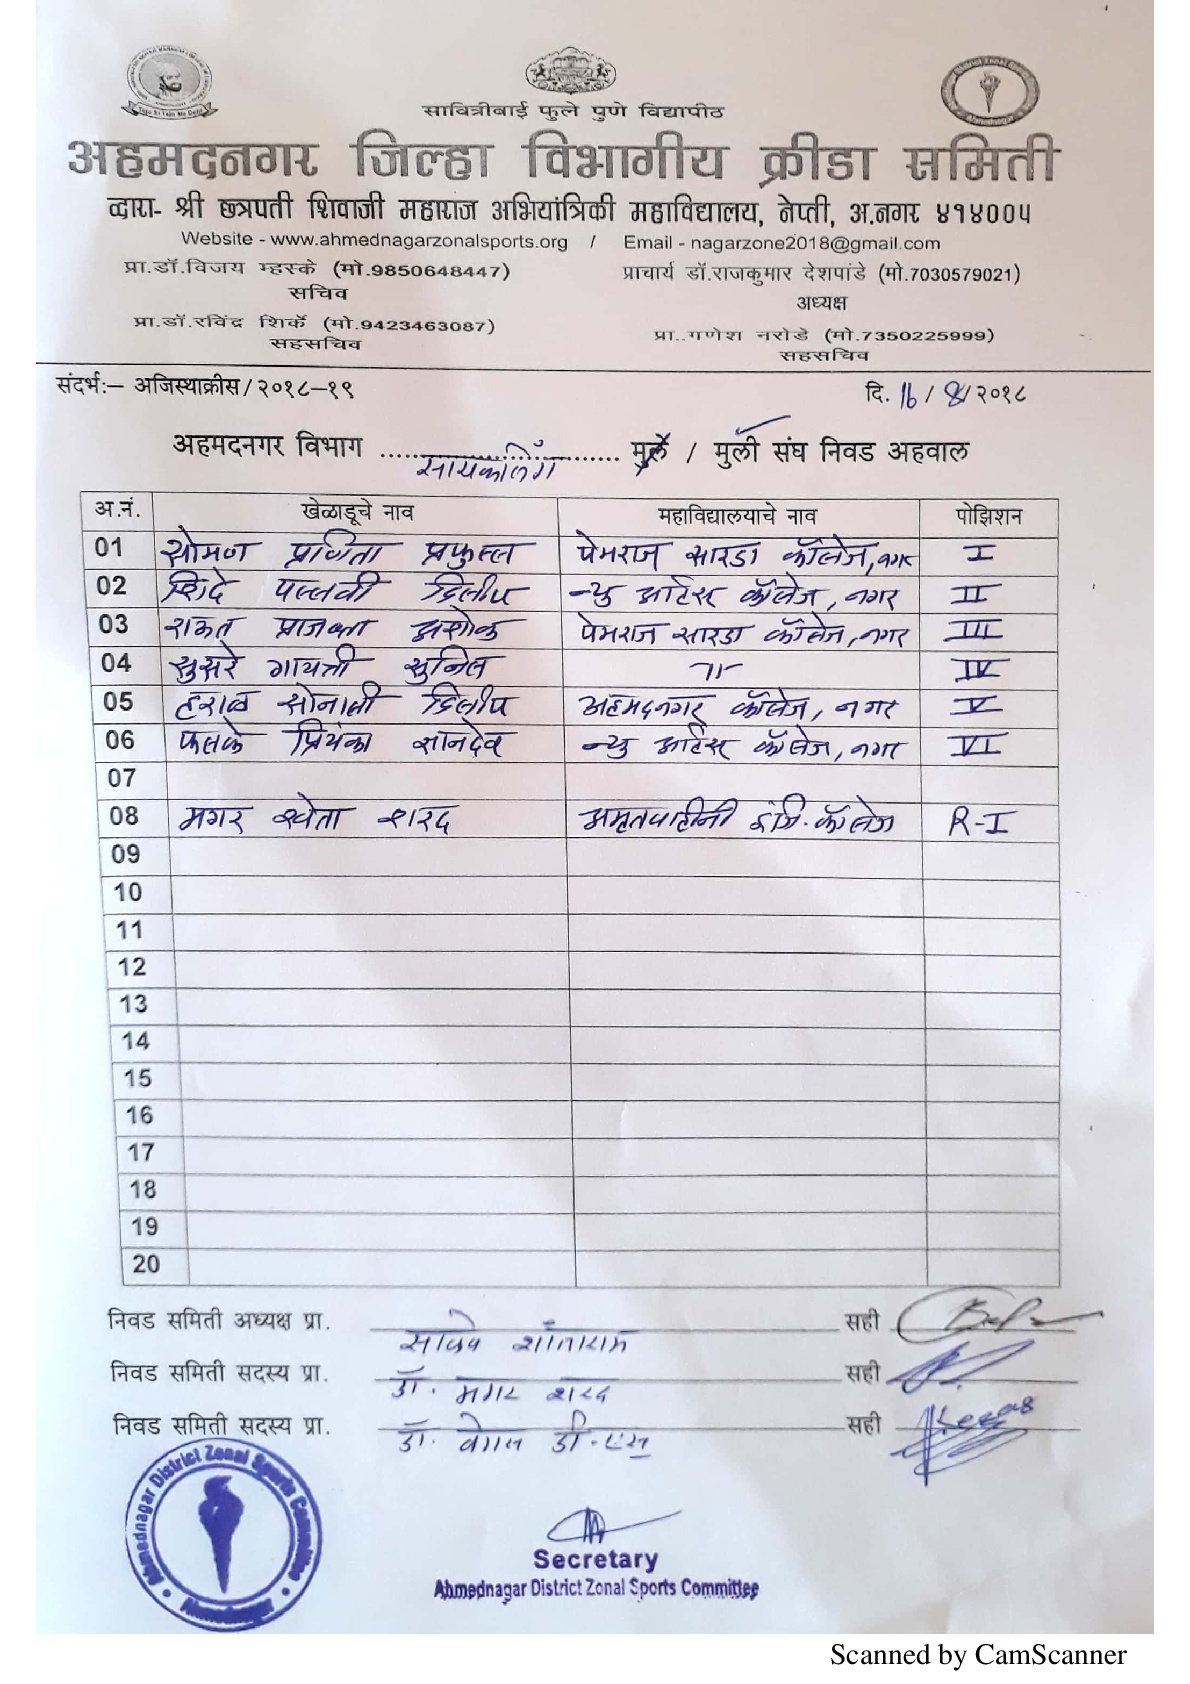 सावित्रीबाई फुले पुणे विद्यापीठ
अहमदनगर जिल्हा विभागीय क्रीडा समिती
व्दारा- श्री छत्रपती शिवाजी महाराज अभियांत्रिकी महाविद्यालय, नेप्ती, अ.नगर ४१४००५
Website - www.ahmednagarzonalsports.org / Email - nagarzone2018@gmail.com
प्रा.डॉ.विजय म्हस्के (मो.9850648447) प्राचार्य डॉ.राजकुमार देशपांडे (मो.7030579021)
सचिव अध्यक्ष
प्रा.डॉ.रविंद्र शिर्के (मो.9423463087) प्रा..गणेश नरोडे (मो.7350225999)
सहसचिव सहसचिव
संदर्भ:– अजिस्थाक्रीस/२०१८–१९ दि. 16/8/२०१८
अहमदनगर विभाग सायकलिंग मुले / मुली संघ निवड अहवाल
अ.नं. खेळाडूचे नाव महाविद्यालयाचे नाव पोझिशन
01 सोमण प्रणिता प्रफुल्ल पेमराज सारडा कॉलेज, नगर I
02 शिंदे पल्लवी दिलीप न्यु आर्टस कॉलेज, नगर II
03 राऊत प्राजक्ता अशोक पेमराज सारडा कॉलेज, नगर III
04 सुसरे गायत्री सुनिल -〃- IV
05 हराळ सोनाली दिलीप अहमदनगर कॉलेज, नगर V
06 फलके प्रियंका ज्ञानदेव न्यु आर्टस कॉलेज, नगर VI
07
08 मगर श्वेता शरद अमृतवाहीनी इंजि. कॉलेज R-I
09
10
11
12
13
14
15
16
17
18
19
20
निवड समिती अध्यक्ष प्रा. सही
निवड समिती सदस्य प्रा. डॉ. मगर शरद सही
निवड समिती सदस्य प्रा. डॉ. सही
Ahmednagar District Zonal Sports Committee
Ahmednagar
Secretary
Ahmednagar District Zonal Sports Committee
Scanned by CamScanner